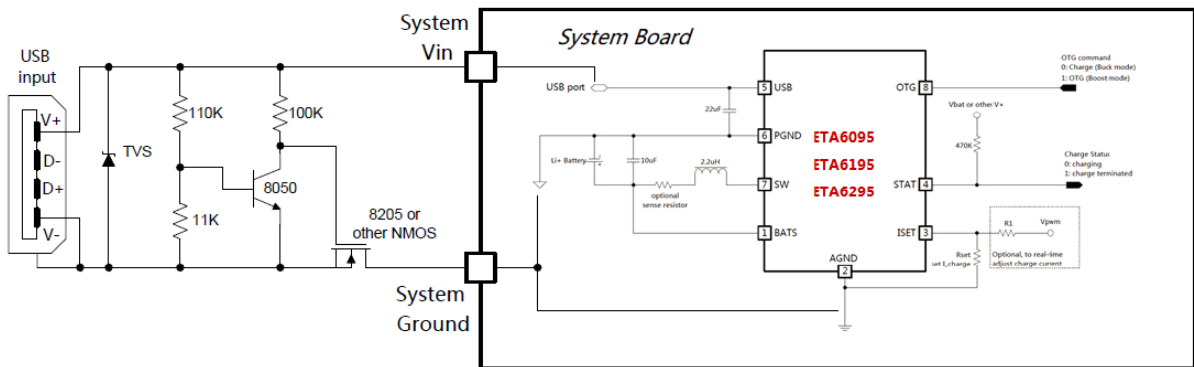 System
Vin
System Board
USB
input
V+
D-
D+
V-
TVS
110K
100K
8050
11K
8205 or
other NMOS
System
Ground
USB port
22uF
5
USB
6
PGND
7
SW
1
BATS
AGND
2
OTG
8
STAT
4
ISET
3
ETA6095
ETA6195
ETA6295
Li+ Battery
10uF
2.2uH
optional
sense resistor
OTG command
0: Charge (Buck mode)
1: OTG (Boost mode)
Vbat or other V+
470K
Charge Status
0: charging
1: charge terminated
R1
Vpwm
Rset
Optional, to real-time
adjust charge current